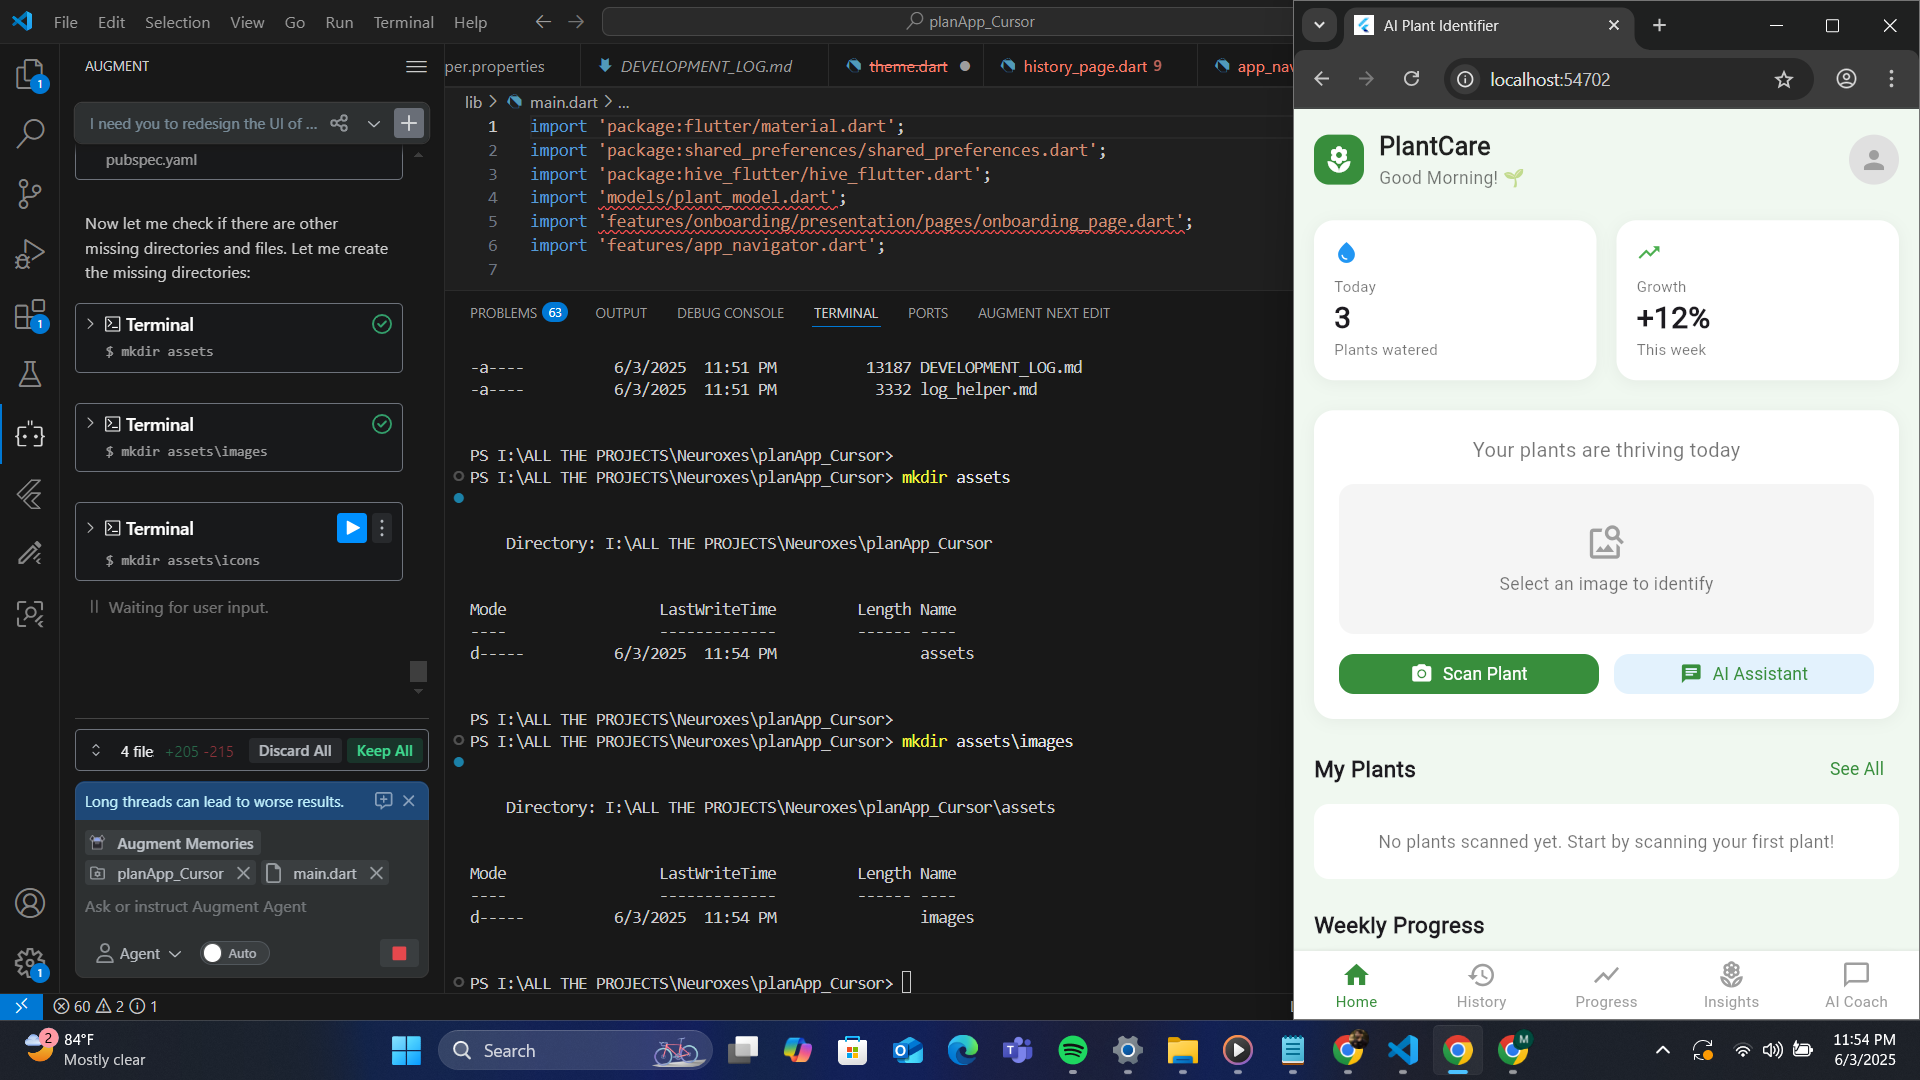 File Edit Selection View Go Run Terminal Help
planApp_Cursor
AUGMENT
I need you to redesign the UI of ...
pubspec.yaml
Now let me check if there are other
missing directories and files. Let me create
the missing directories:
Terminal
$ mkdir assets
Terminal
$ mkdir assets\images
Terminal
$ mkdir assets\icons
Waiting for user input.
4 file +205 -215 Discard All Keep All
Long threads can lead to worse results.
Augment Memories
planApp_Cursor main.dart
Ask or instruct Augment Agent
Agent Auto
per.properties DEVELOPMENT_LOG.md theme.dart history_page.dart 9 app_nav
lib > main.dart > ...
1 import 'package:flutter/material.dart';
2 import 'package:shared_preferences/shared_preferences.dart';
3 import 'package:hive_flutter/hive_flutter.dart';
4 import 'models/plant_model.dart';
5 import 'features/onboarding/presentation/pages/onboarding_page.dart';
6 import 'features/app_navigator.dart';
7
PROBLEMS 63 OUTPUT DEBUG CONSOLE TERMINAL PORTS AUGMENT NEXT EDIT
-a---- 6/3/2025 11:51 PM 13187 DEVELOPMENT_LOG.md
-a---- 6/3/2025 11:51 PM 3332 log_helper.md
PS I:\ALL THE PROJECTS\Neuroxes\planApp_Cursor>
PS I:\ALL THE PROJECTS\Neuroxes\planApp_Cursor> mkdir assets
Directory: I:\ALL THE PROJECTS\Neuroxes\planApp_Cursor
Mode LastWriteTime Length Name
---- ------------- ------ ----
d----- 6/3/2025 11:54 PM assets
PS I:\ALL THE PROJECTS\Neuroxes\planApp_Cursor>
PS I:\ALL THE PROJECTS\Neuroxes\planApp_Cursor> mkdir assets\images
Directory: I:\ALL THE PROJECTS\Neuroxes\planApp_Cursor\assets
Mode LastWriteTime Length Name
---- ------------- ------ ----
d----- 6/3/2025 11:54 PM images
PS I:\ALL THE PROJECTS\Neuroxes\planApp_Cursor>
1
1
1
60 2 1
AI Plant Identifier
localhost:54702
PlantCare
Good Morning! 🌱
Today
3
Plants watered
Growth
+12%
This week
Your plants are thriving today
Select an image to identify
Scan Plant
AI Assistant
My Plants
See All
No plants scanned yet. Start by scanning your first plant!
Weekly Progress
Home History Progress Insights AI Coach
2
84°F
Mostly clear
Search
M
11:54 PM
6/3/2025